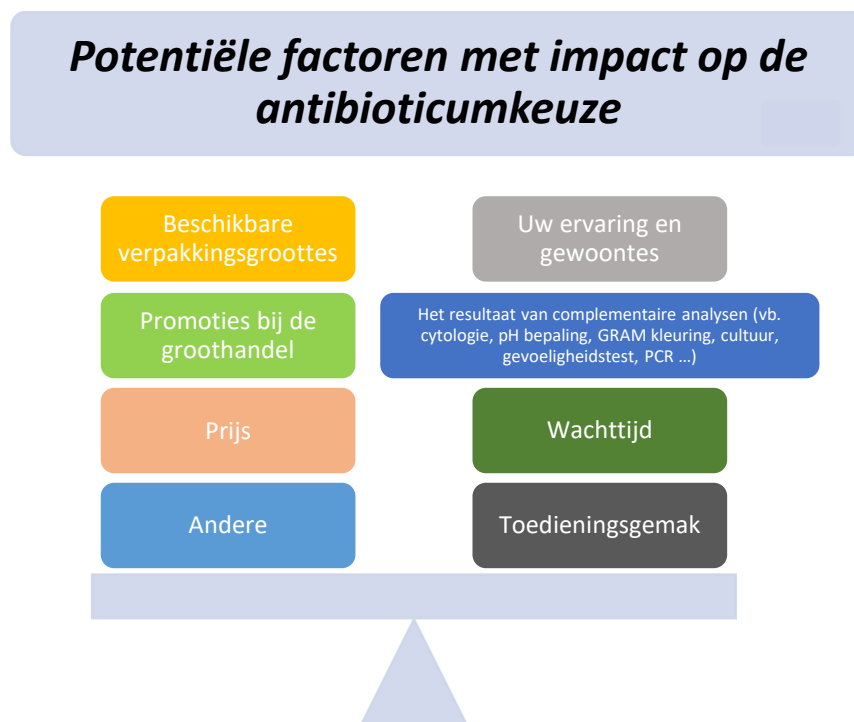 Potentiële factoren met impact op de
antibioticumkeuze
Beschikbare
verpakkingsgroottes
Uw ervaring en
gewoontes
Promoties bij de
groothandel
Het resultaat van complementaire analysen (vb.
cytologie, pH bepaling, GRAM kleuring, cultuur,
gevoeligheidstest, PCR ...)
Prijs
Wachttijd
Andere
Toedieningsgemak